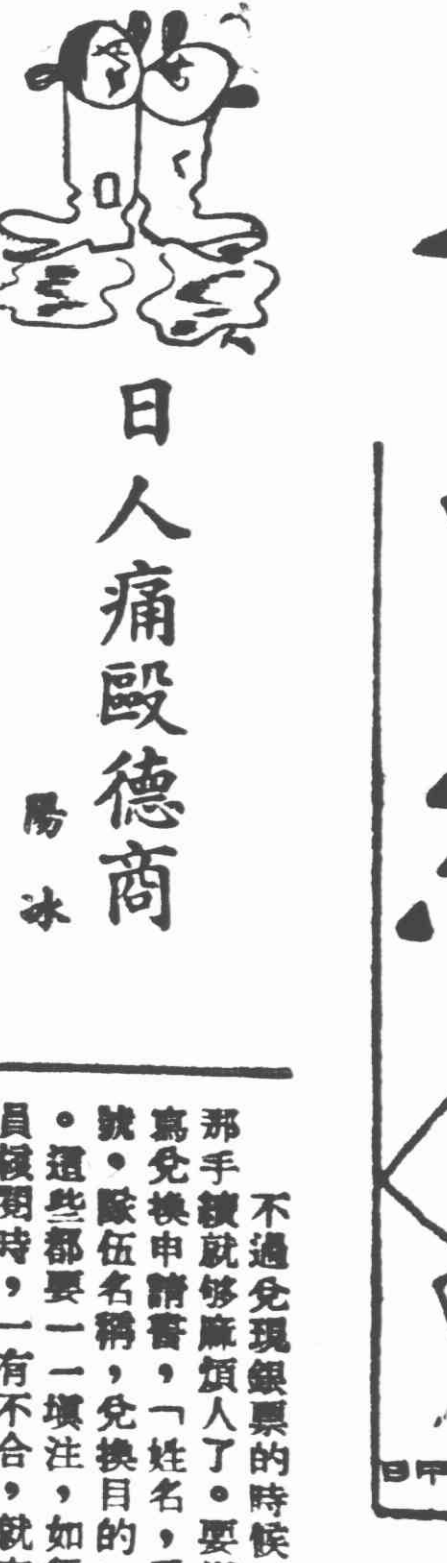 日人痛毆德商
陽冰
不過兌現銀票的時候
那手續就够麻煩人了。要
寫兌換申請書，「姓名，
號。隊伍名稱，兌換目的
。這些都要一一塡注，如
員複閱時，一有不合，就